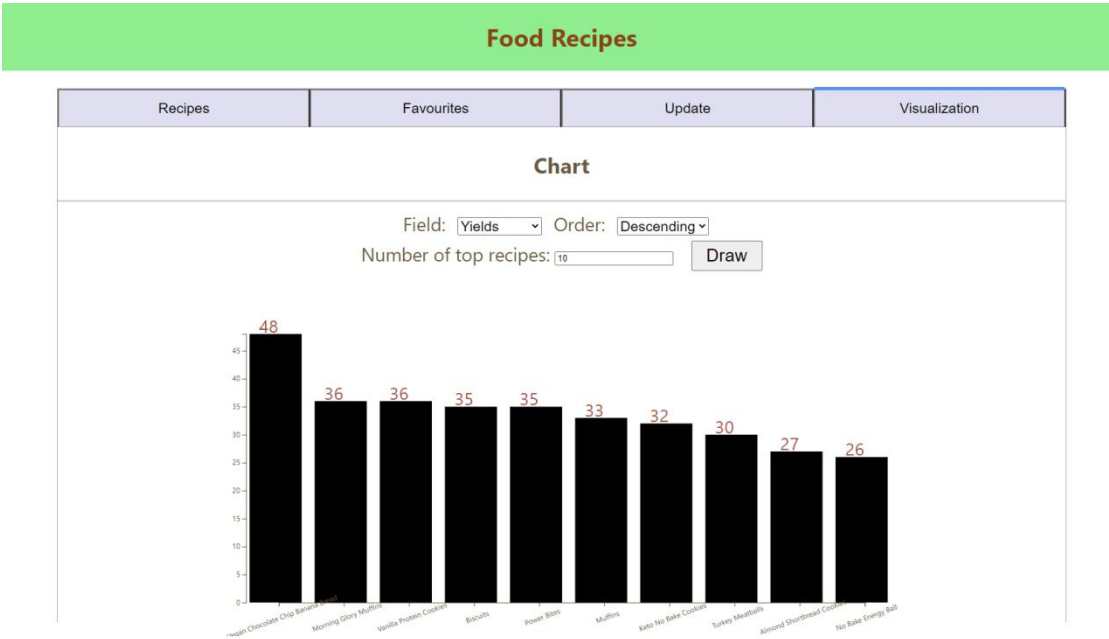 Food Recipes
Recipes Favourites Update Visualization
Chart
Field: Yields Order: Descending
Number of top recipes: 10 Draw
48
36 36 35 35 33 32 30 27 26
45
40
35
30
25
20
15
10
5
0
Chocolate Chip Banana Bread
Morning Glory Muffins
Vanilla Protein Cookies
Biscuits
Power Bites
Muffins
Keto No Bake Cookies
Turkey Meatballs
Almond Shortbread Cookies
No Bake Energy Ball